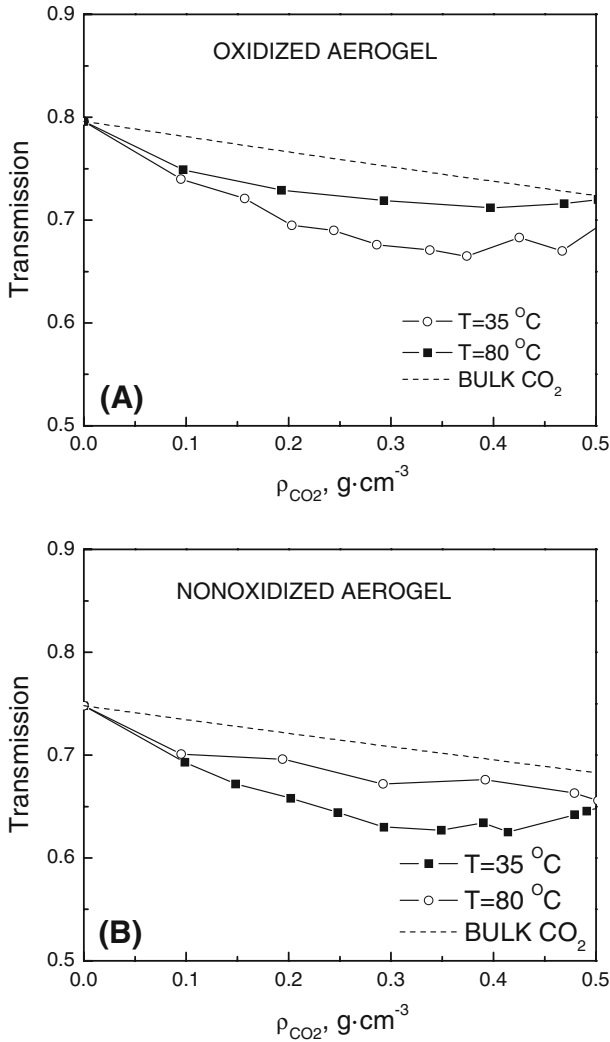 0.9
OXIDIZED AEROGEL
0.8
0.7
0.6
0.5
Transmission
T=35 °C
T=80 °C
BULK CO₂
(A)
0.0 0.1 0.2 0.3 0.4 0.5
ρCO2, g·cm⁻³
0.9
NONOXIDIZED AEROGEL
0.8
0.7
0.6
0.5
Transmission
T=35 °C
T=80 °C
BULK CO₂
(B)
0.0 0.1 0.2 0.3 0.4 0.5
ρCO2, g·cm⁻³